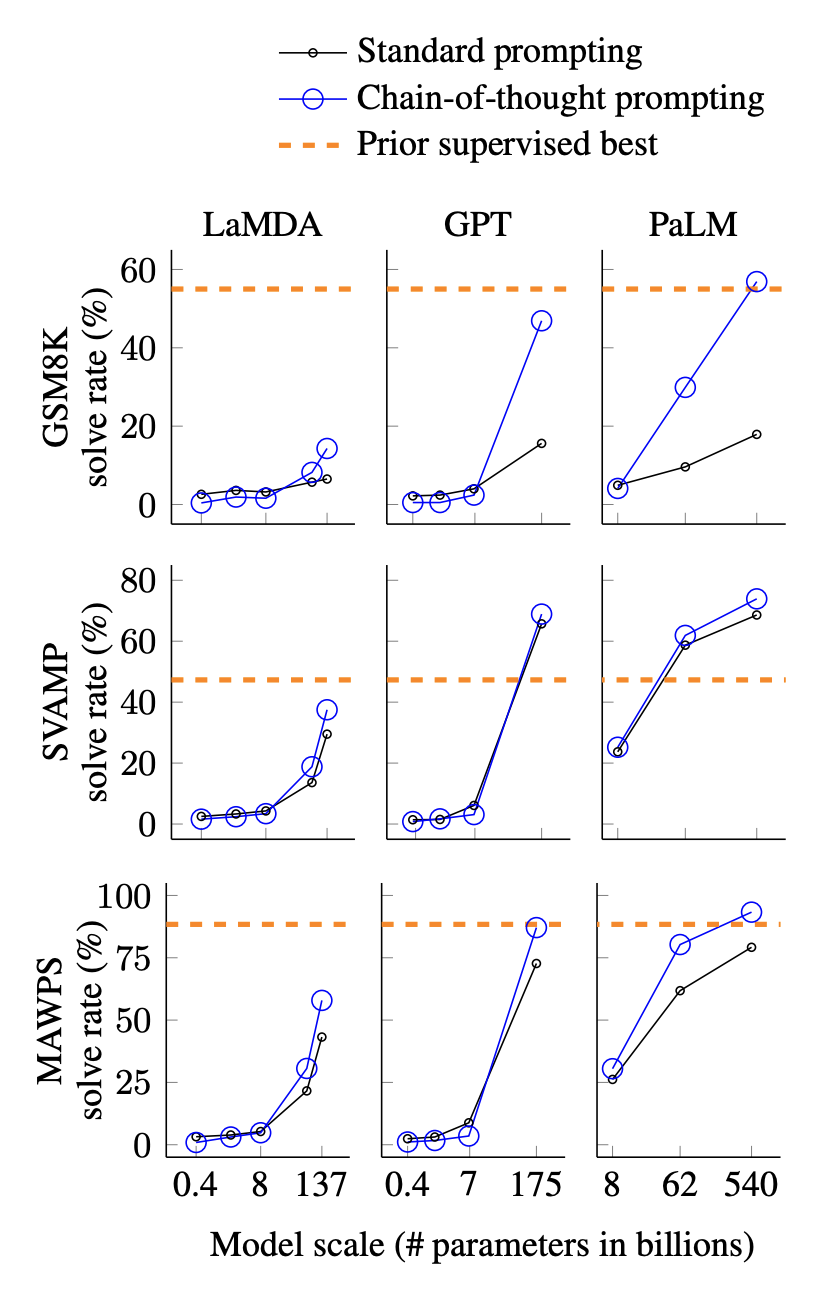 Standard prompting
Chain-of-thought prompting
Prior supervised best
LaMDA GPT PaLM
GSM8K
solve rate (%)
60
40
20
0
SVAMP
solve rate (%)
80
60
40
20
0
MAWPS
solve rate (%)
100
75
50
25
0
0.4 8 137 0.4 7 175 8 62 540
Model scale (# parameters in billions)